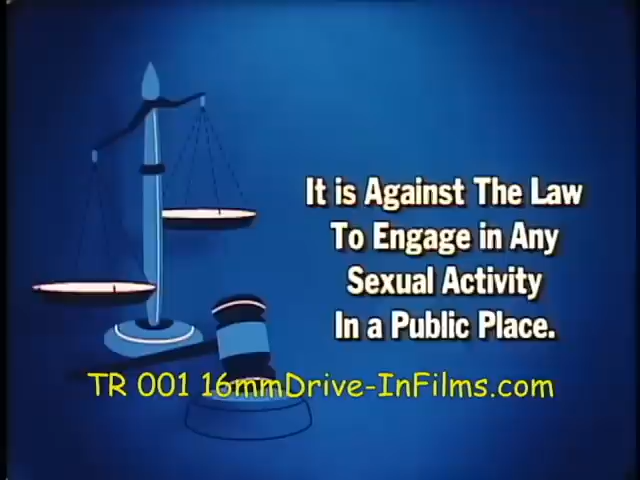 It is Against The Law
To Engage in Any
Sexual Activity
In a Public Place.
TR 001 16mmDrive-InFilms.com